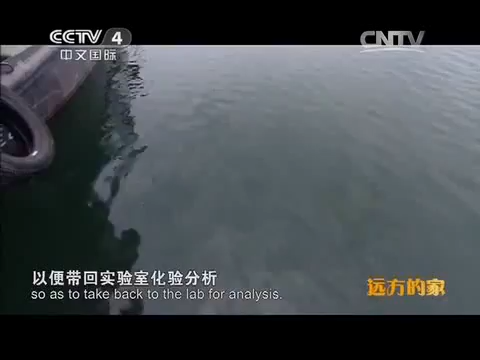 CCTV 4
CNTV
中文国际
以便带回实验室化验分析
so as to take back to the lab for analysis.
远方的家